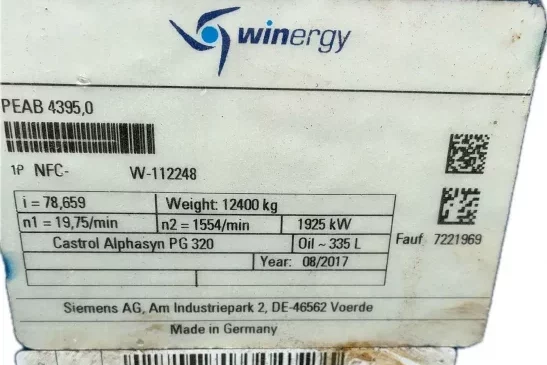 winergy
PEAB 4395,0
1P NFC- W-112248
i = 78,659 Weight: 12400 kg
n1 = 19,75/min n2 = 1554/min 1925 kW
Castrol Alphasyn PG 320 Oil ~ 335 L
Fauf 7221969
Year: 08/2017
Siemens AG, Am Industriepark 2, DE-46562 Voerde
Made in Germany